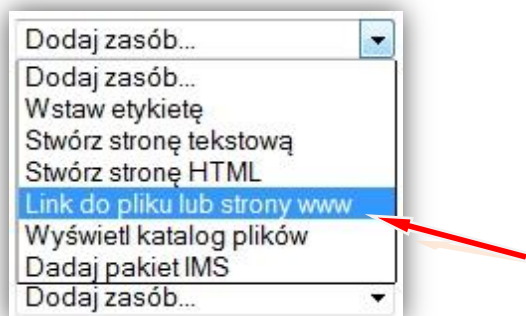 Dodaj zasób...
Dodaj zasób...
Wstaw etykietę
Stwórz stronę tekstową
Stwórz stronę HTML
Link do pliku lub strony www
Wyświetl katalog plików
Dadaj pakiet IMS
Dodaj zasób...